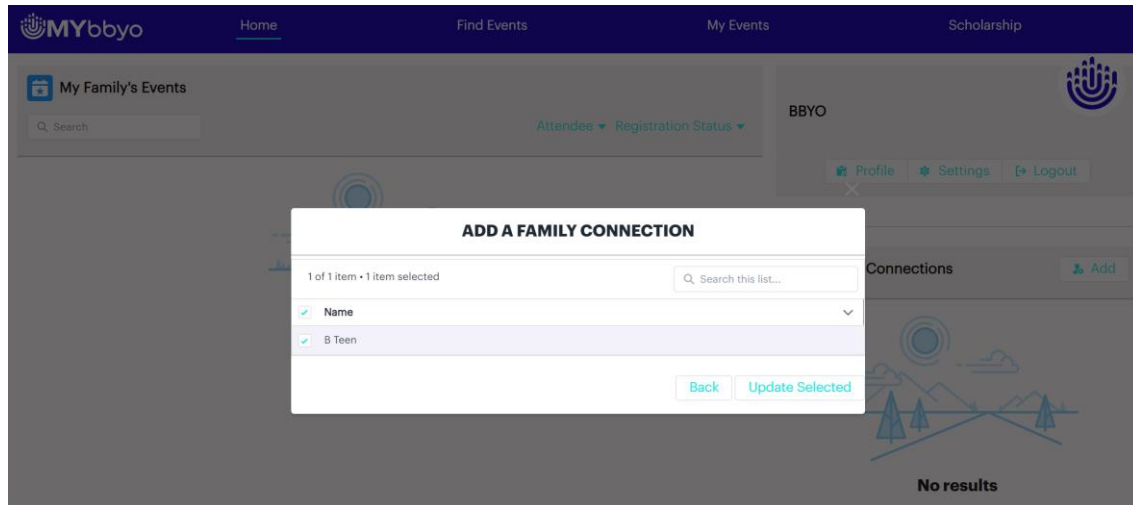 MYbbyo
Home
Find Events
My Events
Scholarship
My Family's Events
Search
Attendee
Registration Status
BBYO
Profile
Settings
Logout
ADD A FAMILY CONNECTION
1 of 1 item • 1 item selected
Search this list...
Name
B Teen
Back
Update Selected
Connections
Add
No results